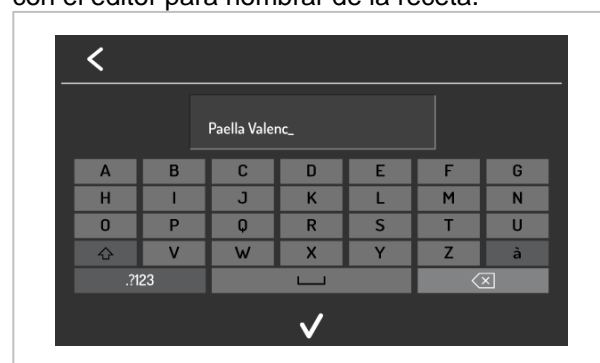 con el editor para nombrar de la receta.
Paella Valenc_
A B C D E F G
H I J K L M N
O P Q R S T U
V W X Y Z à
.?123